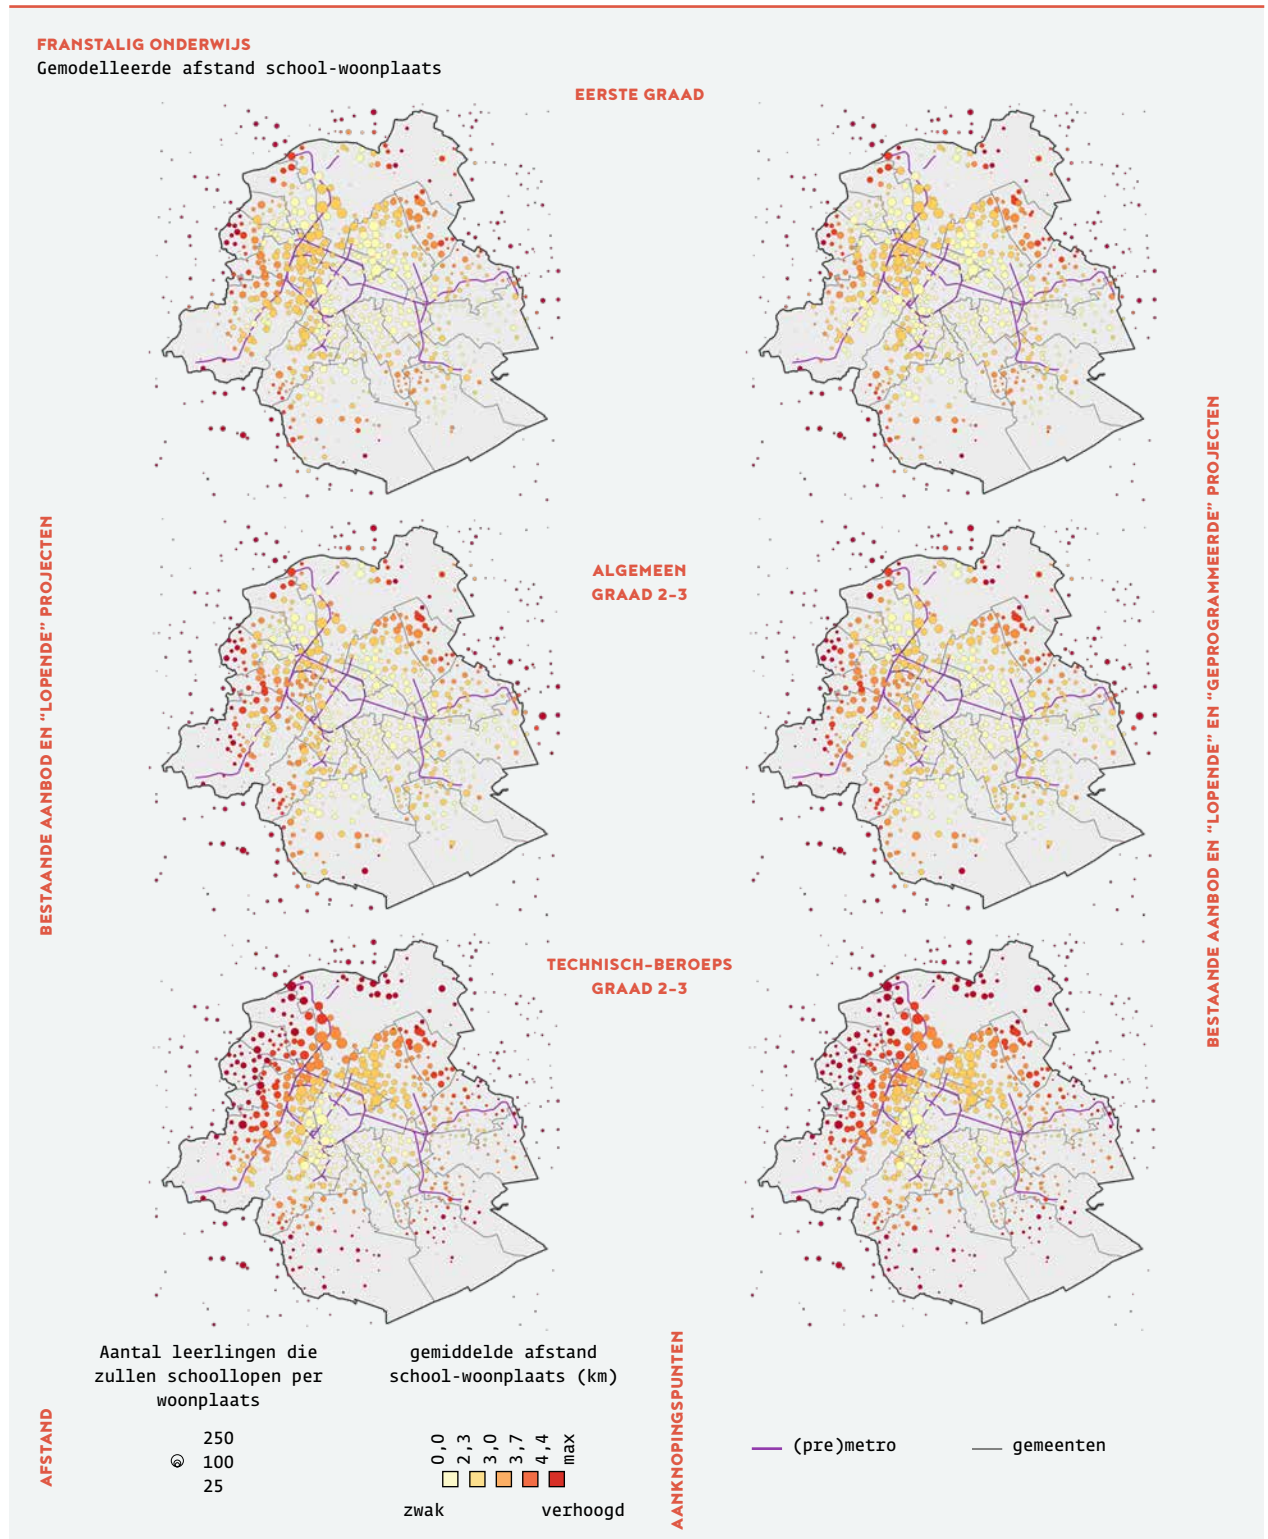 FRANSTALIG ONDERWIJS
Gemodelleerde afstand school-woonplaats
EERSTE GRAAD
BESTAANDE AANBOD EN “LOPENDE” PROJECTEN
ALGEMEEN
GRAAD 2-3
BESTAANDE AANBOD EN “LOPENDE” EN “GEPROGRAMMEERDE” PROJECTEN
TECHNISCH-BEROEPS
GRAAD 2-3
AFSTAND
Aantal leerlingen die
zullen schoollopen per
woonplaats
250
100
25
gemiddelde afstand
school-woonplaats (km)
0,0
2,3
3,0
3,7
4,4
max
zwak
verhoogd
AANKNOPINGSPUNTEN
(pre)metro
gemeenten